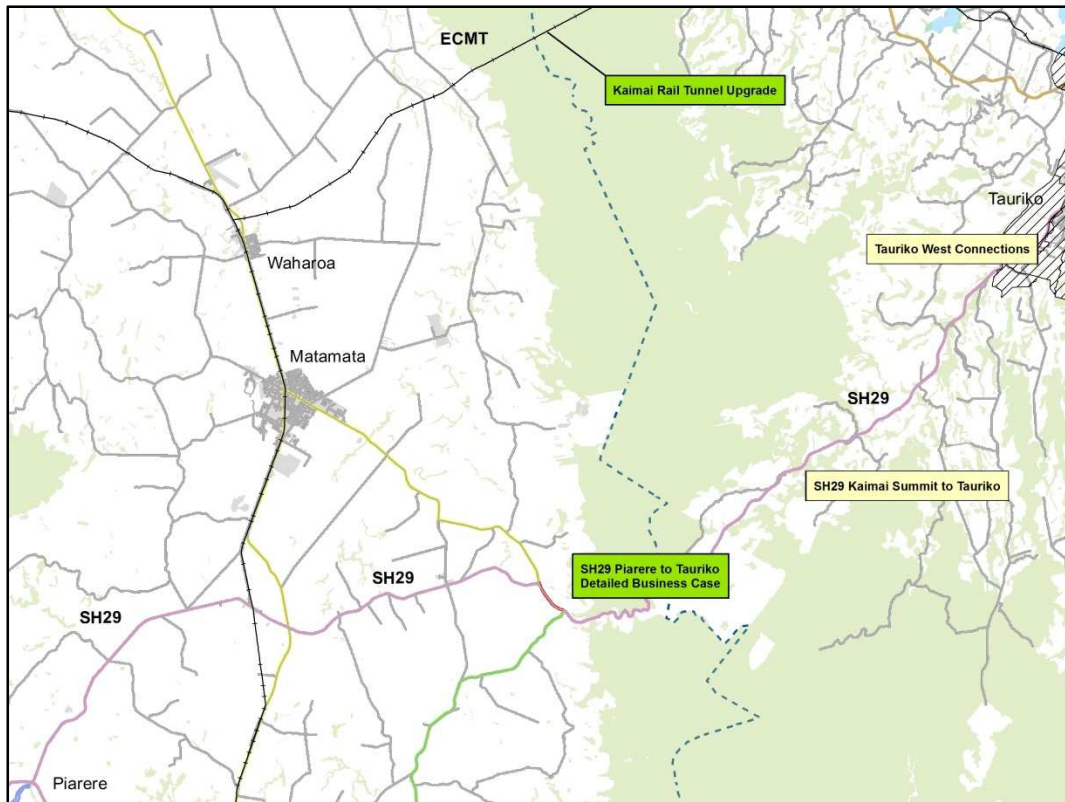 ECMT
Kaimai Rail Tunnel Upgrade
Tauriko
Tauriko West Connections
Waharoa
Matamata
SH29
SH29 Kaimai Summit to Tauriko
SH29 Piarere to Tauriko
Detailed Business Case
SH29
SH29
Piarere